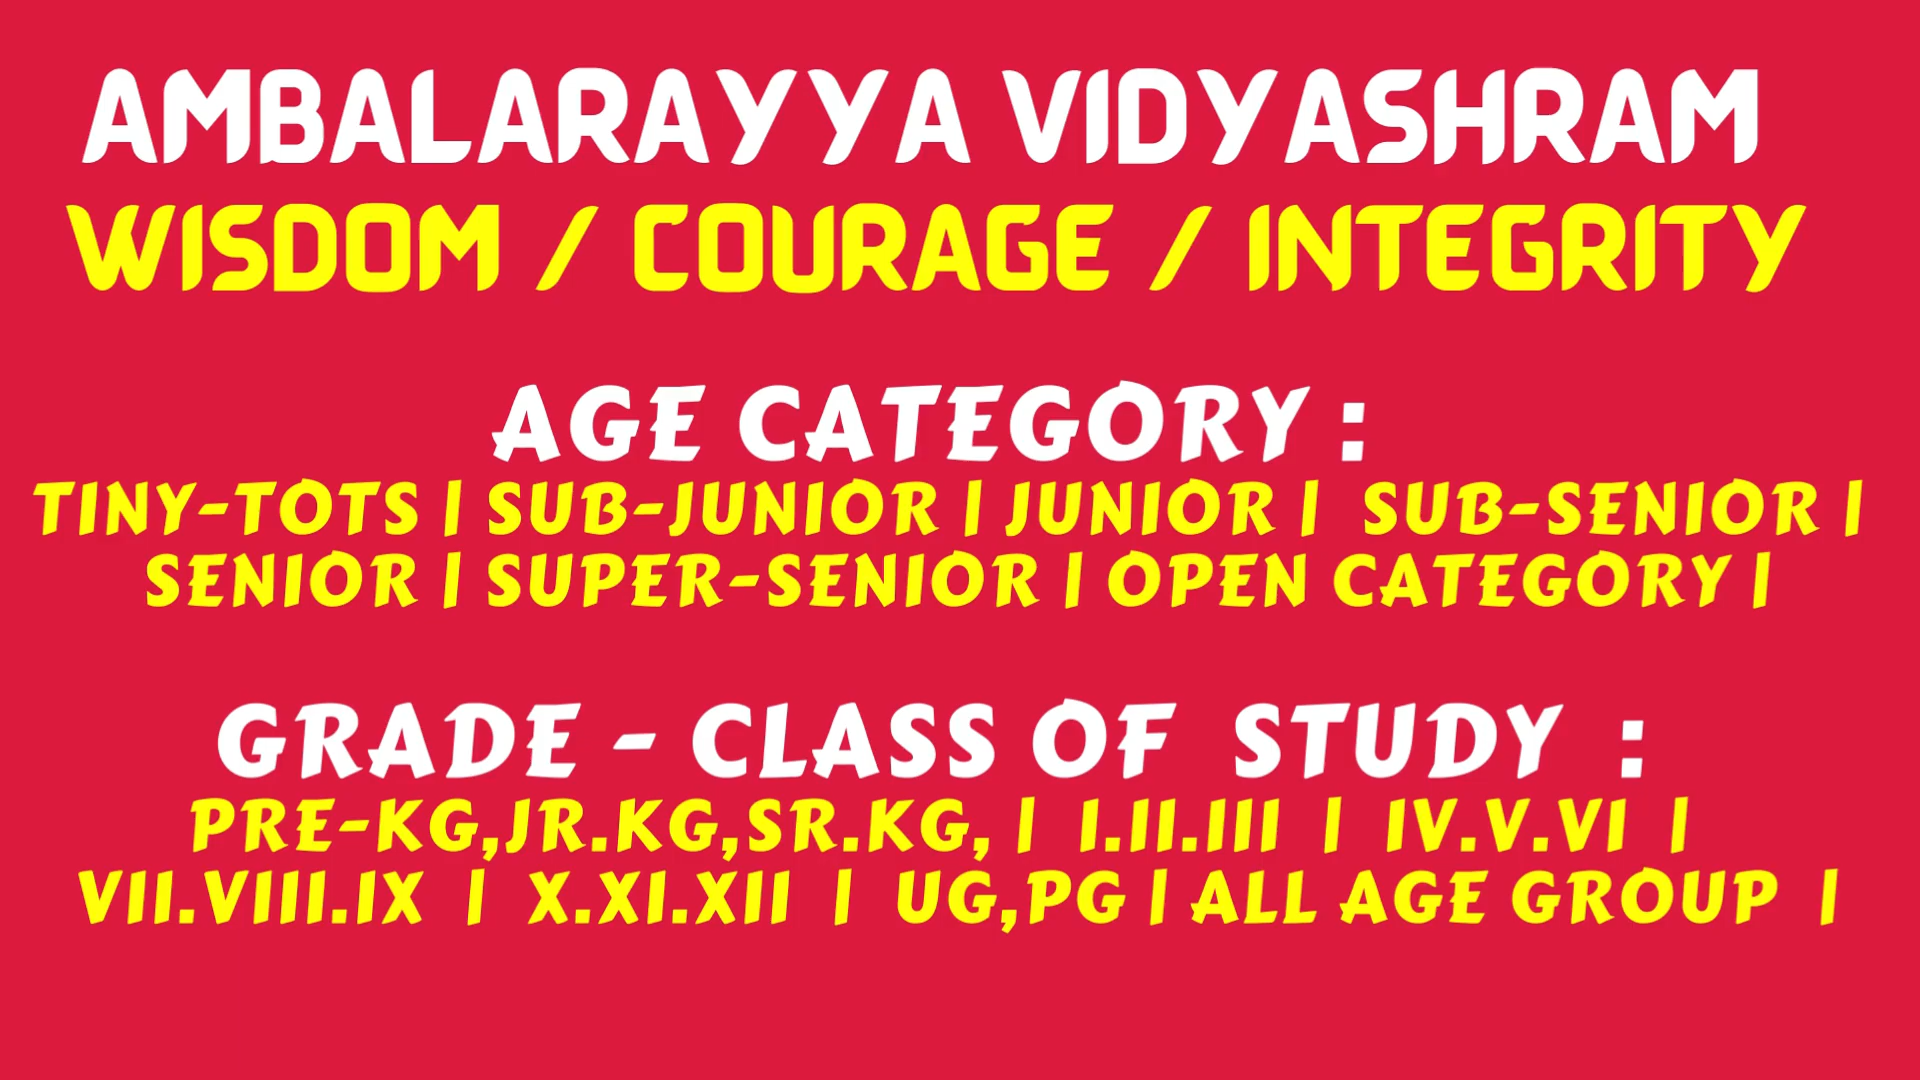 AMBALARAYYA VIDYASHRAM
WISDOM / COURAGE / INTEGRITY
AGE CATEGORY :
TINY-TOTS | SUB-JUNIOR | JUNIOR | SUB-SENIOR |
SENIOR | SUPER-SENIOR | OPEN CATEGORY |
GRADE - CLASS OF STUDY :
PRE-KG,JR.KG,SR.KG, | I.II.III | IV.V.VI |
VII.VIII.IX | X.XI.XII | UG,PG | ALL AGE GROUP |